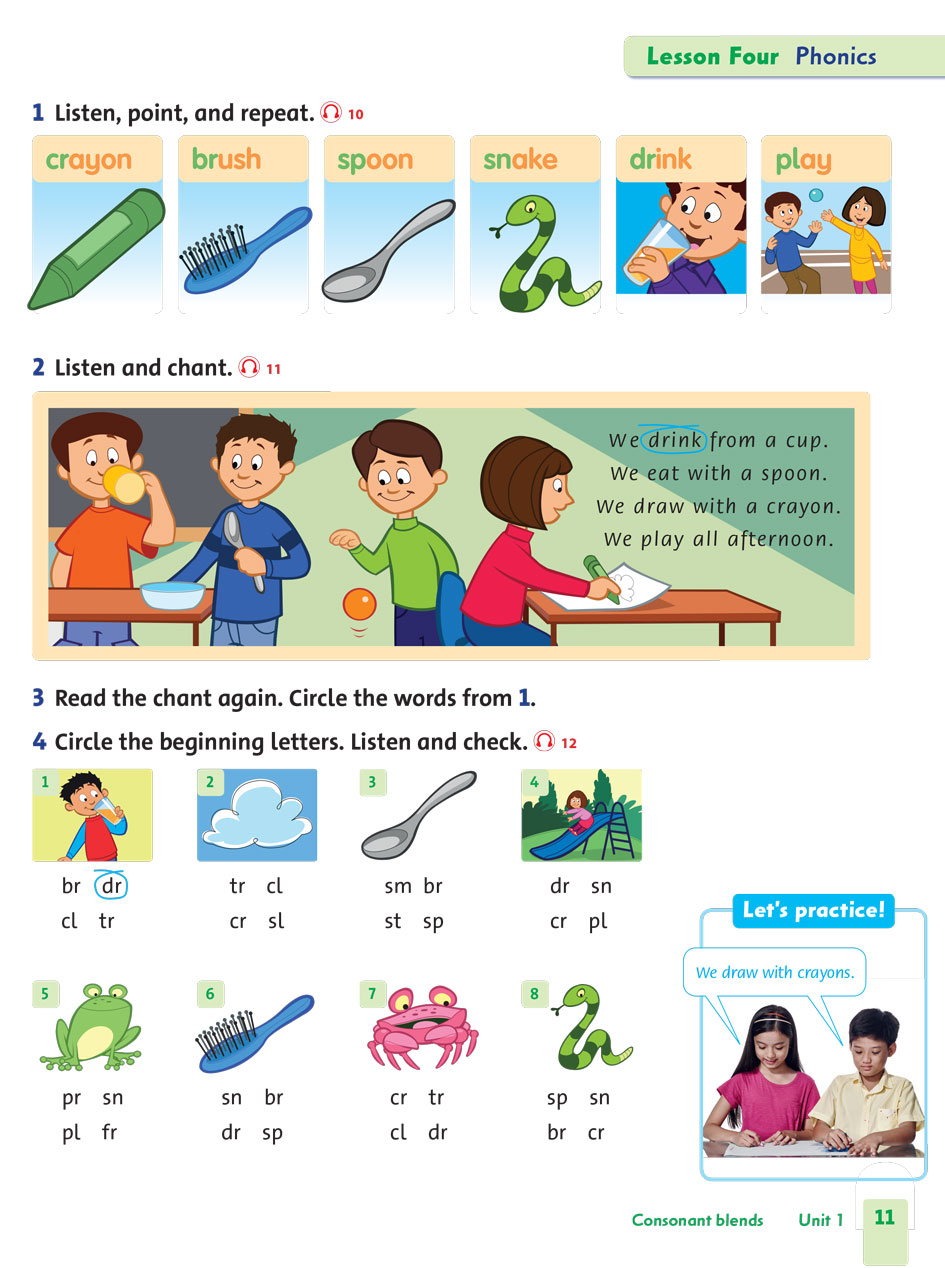 Lesson Four Phonics
1 Listen, point, and repeat. 10
crayon brush spoon snake drink play
2 Listen and chant. 11
We drink from a cup.
We eat with a spoon.
We draw with a crayon.
We play all afternoon.
3 Read the chant again. Circle the words from 1.
4 Circle the beginning letters. Listen and check. 12
1 2 3 4
br dr tr cl sm br dr sn
cl tr cr sl st sp cr pl
Let's practice!
We draw with crayons.
5 6 7 8
pr sn sn br cr tr sp sn
pl fr dr sp cl dr br cr
Consonant blends Unit 1 11